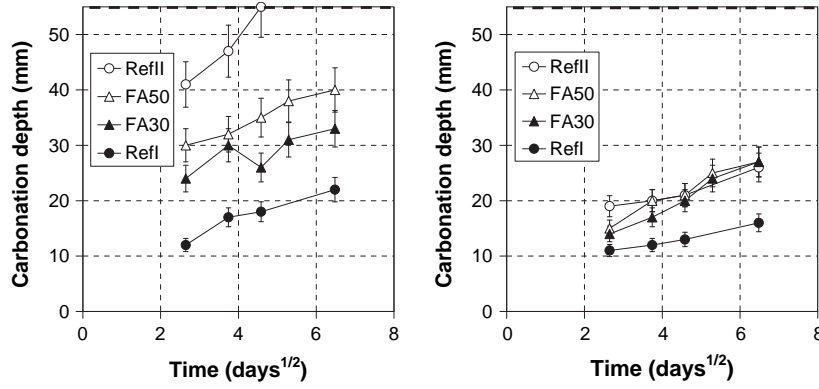 Carbonation depth (mm)
50
40
30
20
10
0
RefII
FA50
FA30
RefI
0 2 4 6 8
Time (days1/2)
Carbonation depth (mm)
50
40
30
20
10
0
RefII
FA50
FA30
RefI
0 2 4 6 8
Time (days1/2)